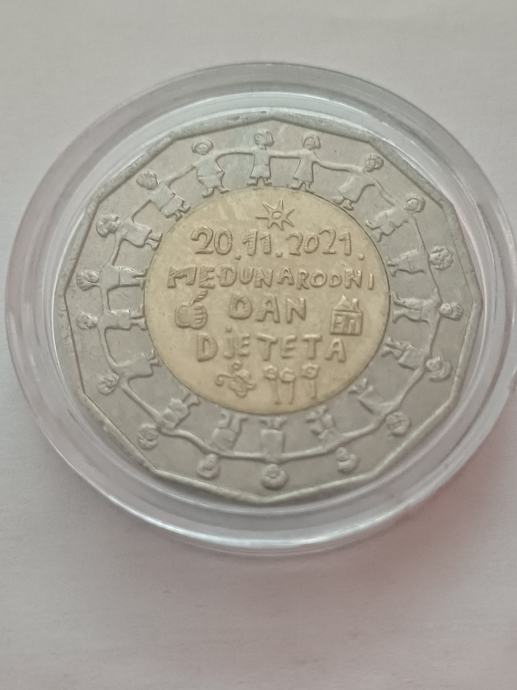 20.11.2021.
MEĐUNARODNI
DAN
DJETETA